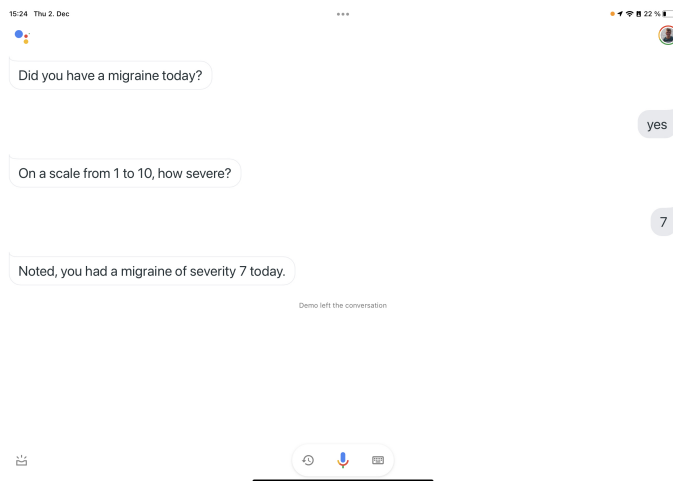 15:24 Thu 2. Dec
22 %
Did you have a migraine today?
yes
On a scale from 1 to 10, how severe?
7
Noted, you had a migraine of severity 7 today.
Demo left the conversation